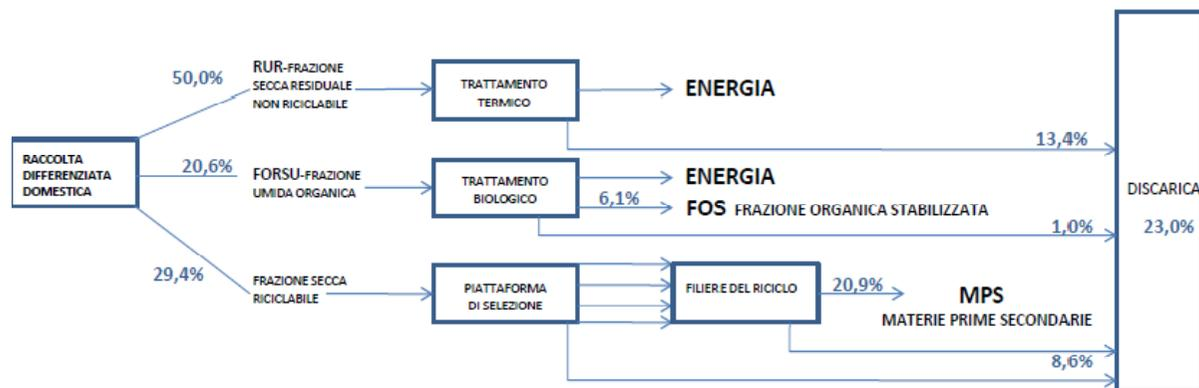 RACCOLTA
DIFFERENZIATA
DOMESTICA
50,0%
RUR-FRAZIONE
SECCA RESIDUALE
NON RICICLABILE
TRATTAMENTO
TERMICO
ENERGIA
13,4%
20,6%
FORSU-FRAZIONE
UMIDA ORGANICA
TRATTAMENTO
BIOLOGICO
ENERGIA
6,1%
FOS FRAZIONE ORGANICA STABILIZZATA
1,0%
29,4%
FRAZIONE SECCA
RICICLABILE
PIATTAFORMA
DI SELEZIONE
FILIERE DEL RICICLO
20,9%
MPS
MATERIE PRIME SECONDARIE
8,6%
DISCARICA
23,0%